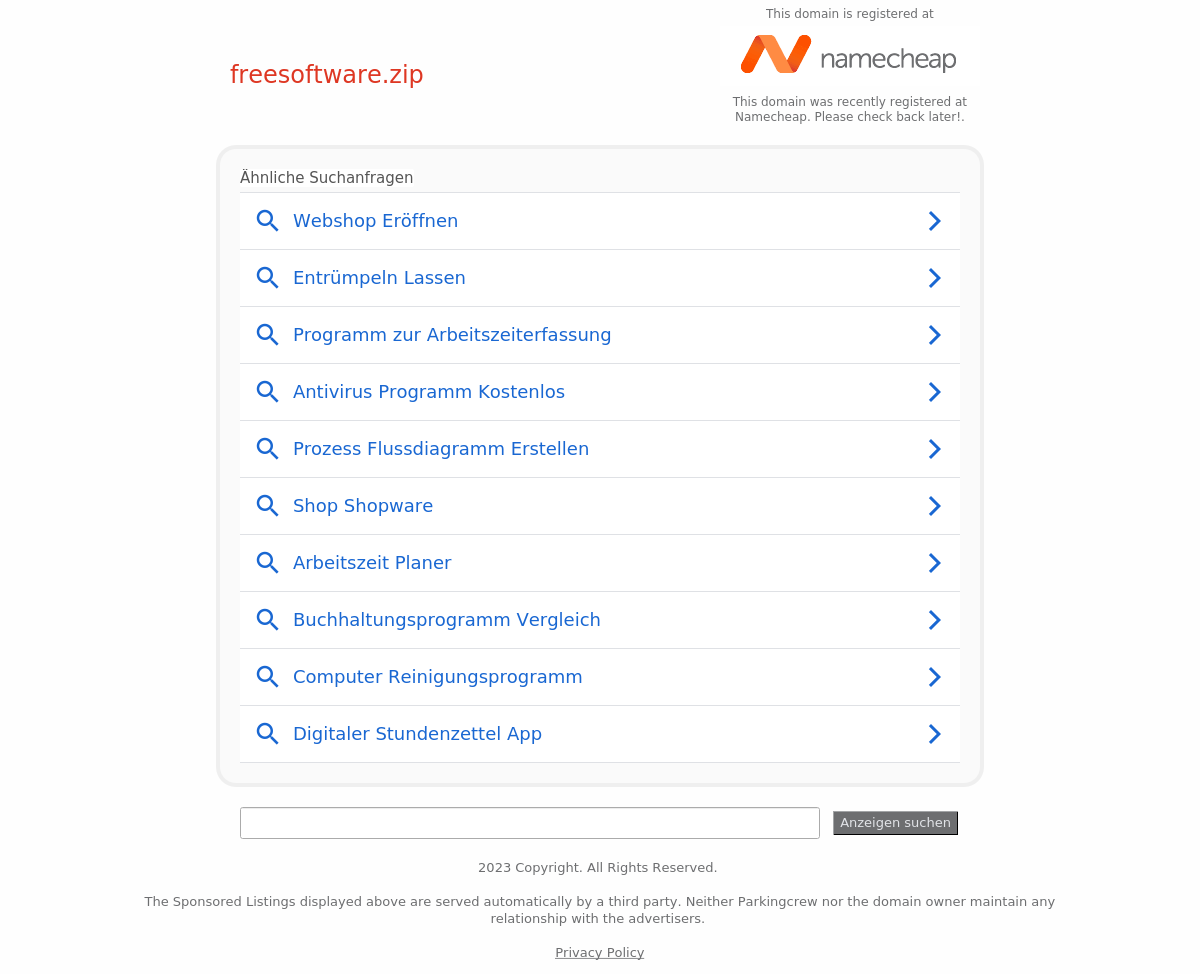 This domain is registered at
namecheap
freesoftware.zip
This domain was recently registered at
Namecheap. Please check back later!.
Ähnliche Suchanfragen
Webshop Eröffnen
Entrümpeln Lassen
Programm zur Arbeitszeiterfassung
Antivirus Programm Kostenlos
Prozess Flussdiagramm Erstellen
Shop Shopware
Arbeitszeit Planer
Buchhaltungsprogramm Vergleich
Computer Reinigungsprogramm
Digitaler Stundenzettel App
Anzeigen suchen
2023 Copyright. All Rights Reserved.
The Sponsored Listings displayed above are served automatically by a third party. Neither Parkingcrew nor the domain owner maintain any
relationship with the advertisers.
Privacy Policy